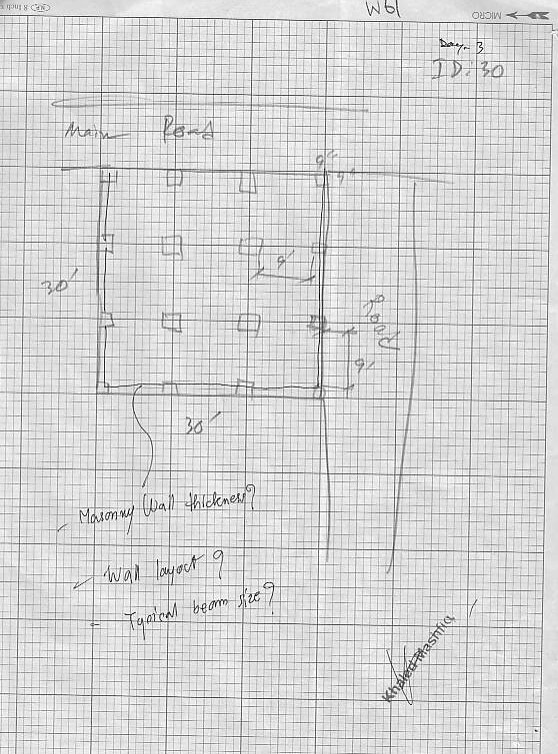 W61
MICRO
Day-3
ID:30
Main Road
9" 9"
9'
30'
Road
9'
30'
Masonry Wall thickness?
Wall layout?
- Typical beam size?
Khaled Mashfiq